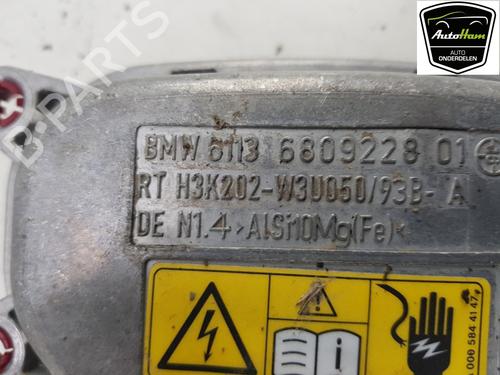 AutoHam
AUTO
ONDERDELEN
B-PARTS
BMW 6113 6809228 01
RT H3K202-W3U050/93B- A
DE N1.4 >AlSi10Mg(Fe)<
A 000 584 41 47